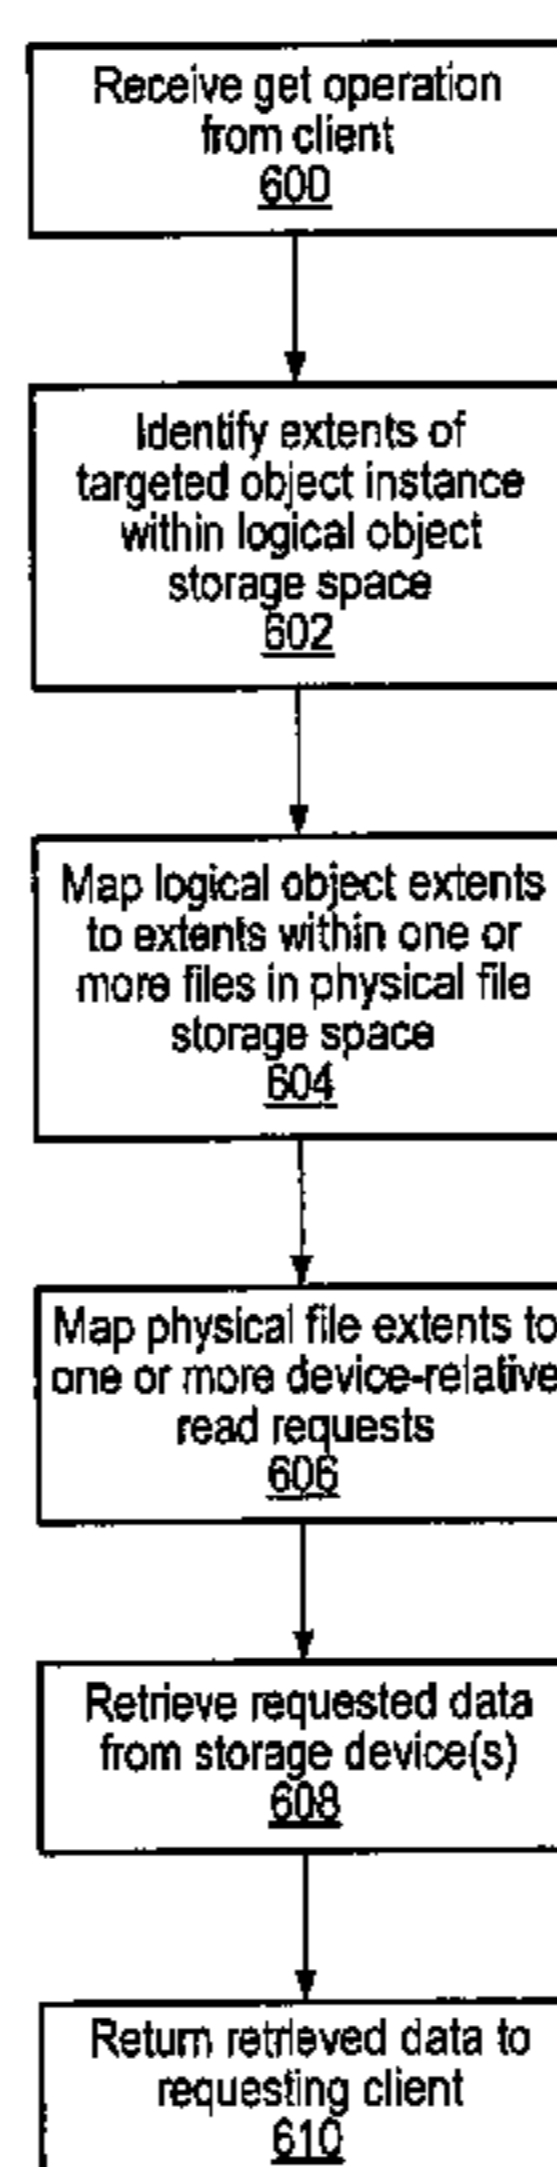 Receive get operation
from client
600
Identify extents of
targeted object instance
within logical object
storage space
602
Map logical object extents
to extents within one or
more files in physical file
storage space
604
Map physical file extents to
one or more device-relative
read requests
606
Retrieve requested data
from storage device(s)
608
Return retrieved data to
requesting client
610